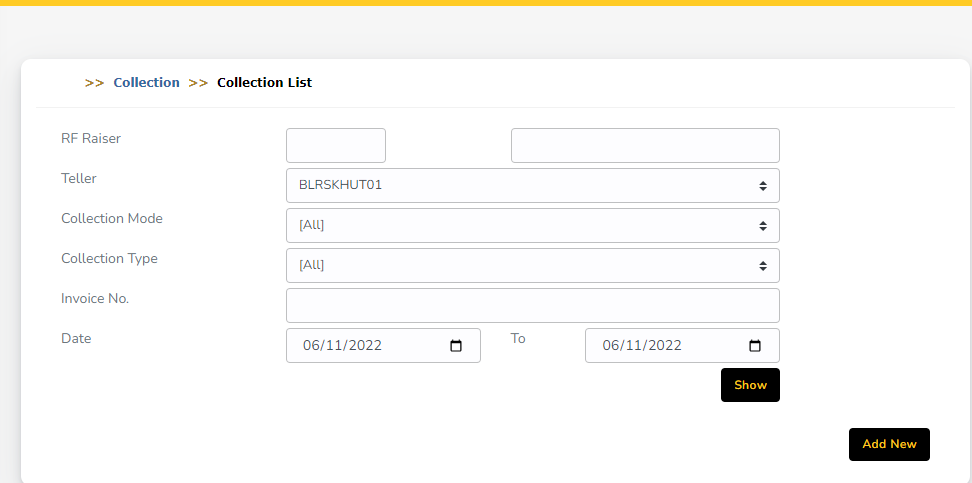 >> Collection >> Collection List
RF Raiser
Teller BLRSKHUT01
Collection Mode [All]
Collection Type [All]
Invoice No.
Date 06/11/2022 To 06/11/2022
Show
Add New